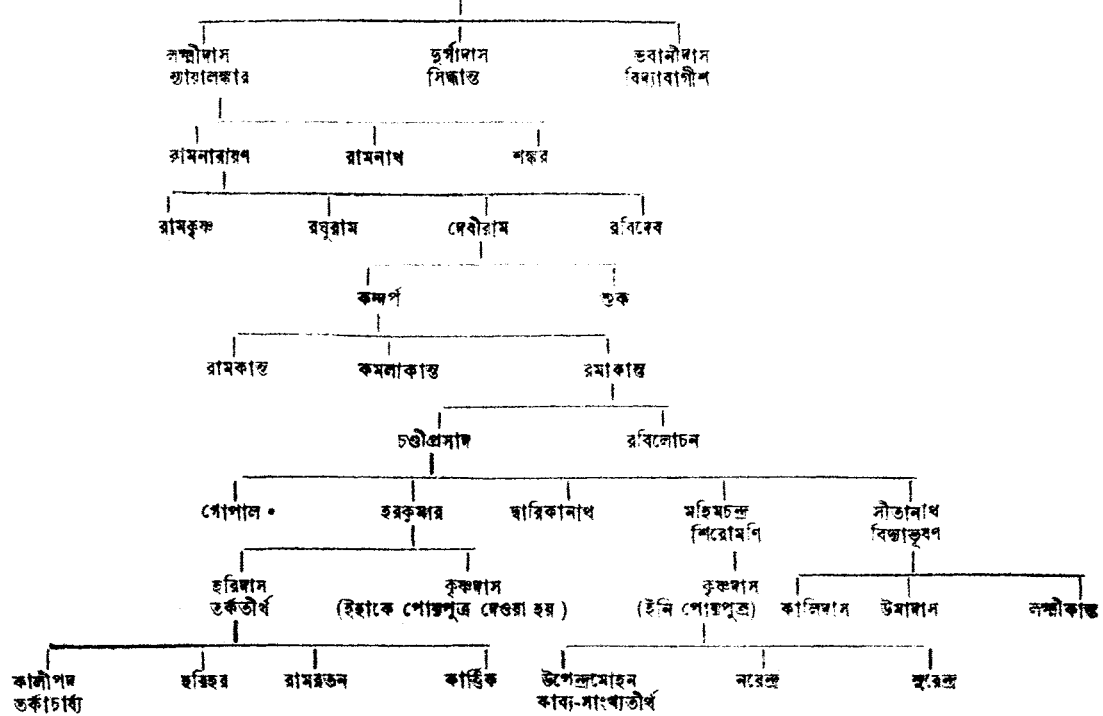 লক্ষ্মীদাস দুর্গাদাস ভবানীদাস
ন্যায়ালঙ্কার সিদ্ধান্ত বিদ্যাবাগীশ
রামনারায়ণ রামনাথ শঙ্কর
রামকৃষ্ণ রঘুরাম দেবীরাম রবিদেব
কন্দর্প শুক
রামকান্ত কমলাকান্ত রমাকান্ত
চণ্ডীপ্রসাদ রবিলোচন
গোপাল • হরকুমার দ্বারিকানাথ মহিমচন্দ্র সীতানাথ
শিরোমণি বিদ্যাভূষণ
হরিদাস কৃষ্ণদাস কৃষ্ণদাস
তর্কতীর্থ (ইহাকে পোষ্যপুত্র দেওয়া হয়) (ইনি পোষ্যপুত্র) কালিদাস উমাদাস লক্ষ্মীকান্ত
কালীপদ হরিহর রামরতন কার্ত্তিক উপেন্দ্রমোহন নরেন্দ্র সুরেন্দ্র
তর্কাচার্য্য কাব্য-সাংখ্যতীর্থ